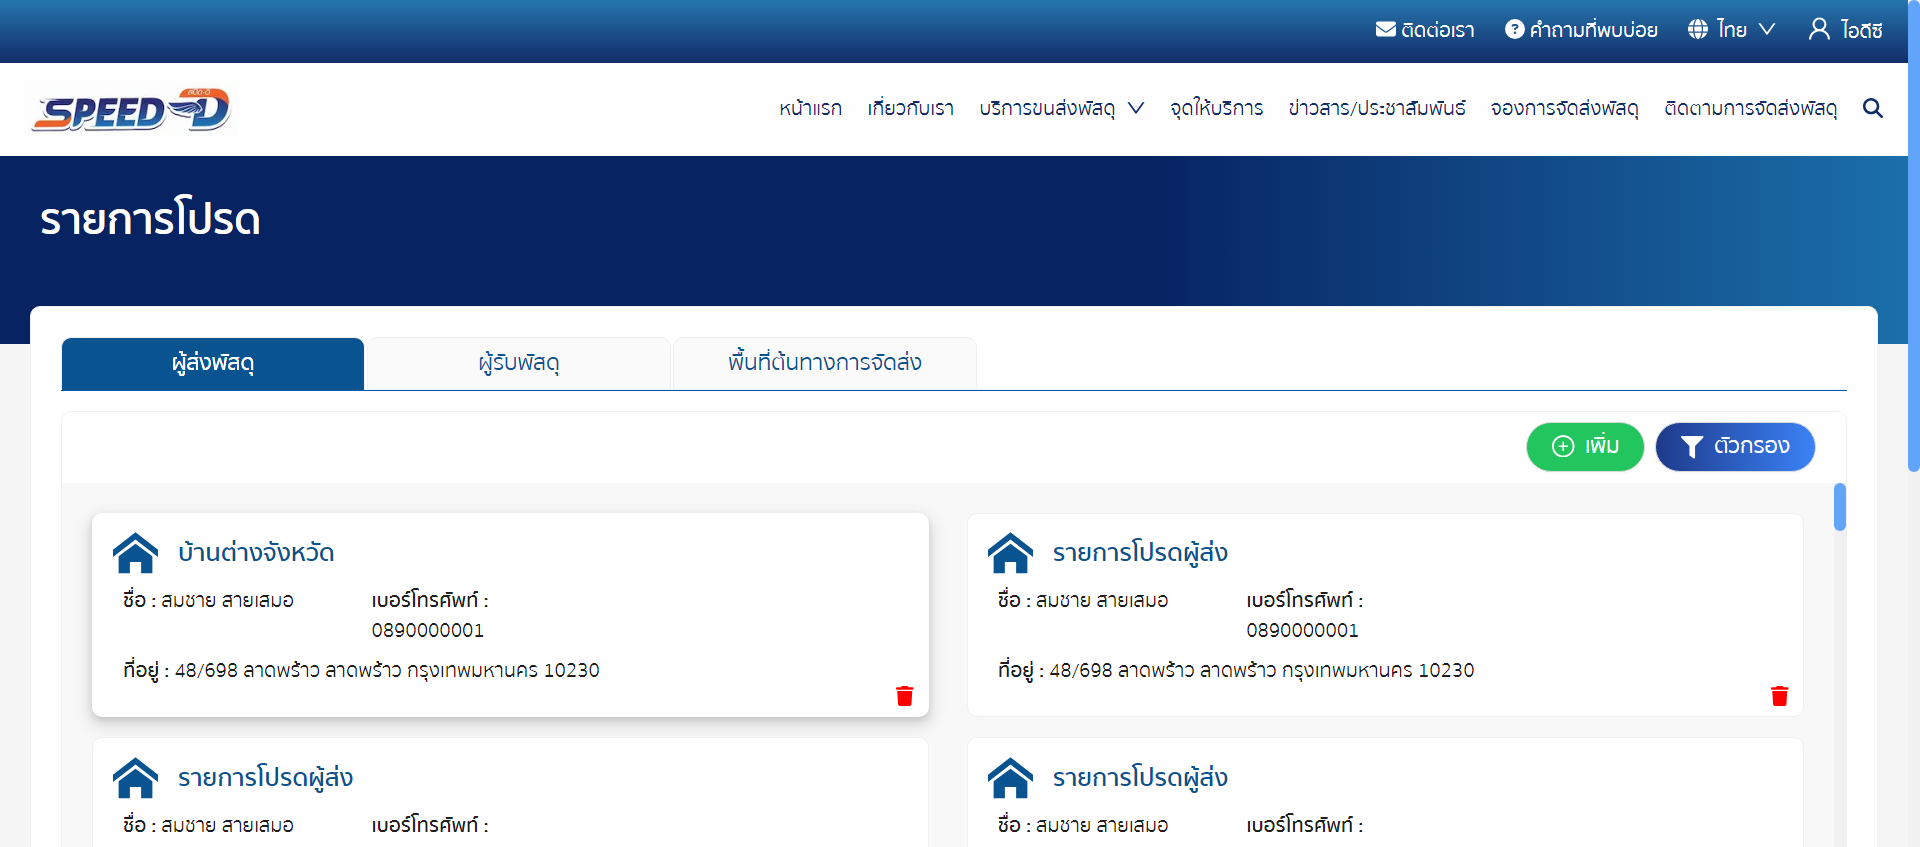 ติดต่อเรา คำถามที่พบบ่อย ไทย ไอดีซี
สปีด-ดี
SPEED-D
หน้าแรก เกี่ยวกับเรา บริการขนส่งพัสดุ จุดให้บริการ ข่าวสาร/ประชาสัมพันธ์ จองการจัดส่งพัสดุ ติดตามการจัดส่งพัสดุ
รายการโปรด
ผู้ส่งพัสดุ ผู้รับพัสดุ พื้นที่ต้นทางการจัดส่ง
เพิ่ม ตัวกรอง
บ้านต่างจังหวัด
ชื่อ : สมชาย สายเสมอ เบอร์โทรศัพท์ :
0890000001
ที่อยู่ : 48/698 ลาดพร้าว ลาดพร้าว กรุงเทพมหานคร 10230
รายการโปรดผู้ส่ง
ชื่อ : สมชาย สายเสมอ เบอร์โทรศัพท์ :
0890000001
ที่อยู่ : 48/698 ลาดพร้าว ลาดพร้าว กรุงเทพมหานคร 10230
รายการโปรดผู้ส่ง
ชื่อ : สมชาย สายเสมอ เบอร์โทรศัพท์ :
รายการโปรดผู้ส่ง
ชื่อ : สมชาย สายเสมอ เบอร์โทรศัพท์ :